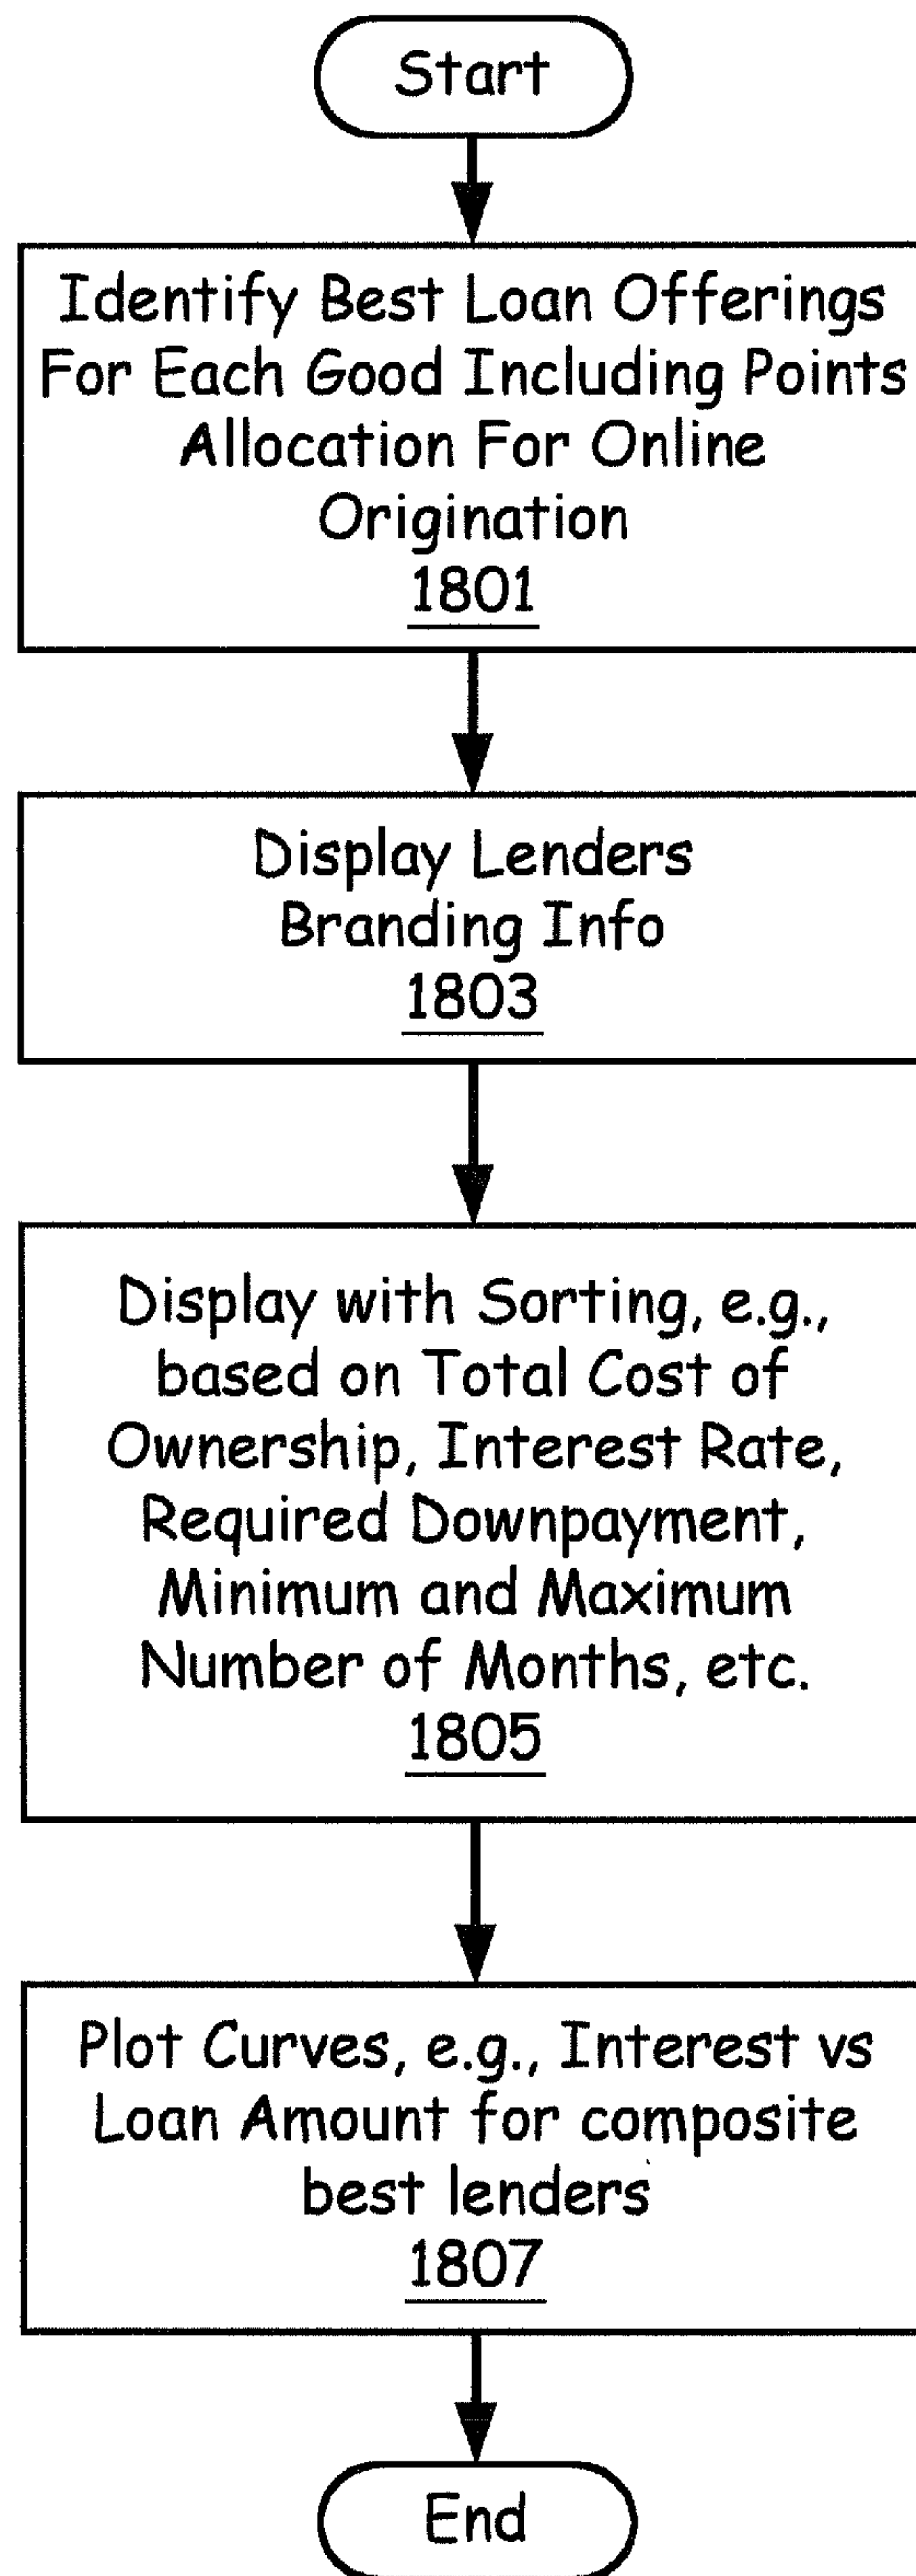 Start
Identify Best Loan Offerings
For Each Good Including Points
Allocation For Online
Origination
1801
Display Lenders
Branding Info
1803
Display with Sorting, e.g.,
based on Total Cost of
Ownership, Interest Rate,
Required Downpayment,
Minimum and Maximum
Number of Months, etc.
1805
Plot Curves, e.g., Interest vs
Loan Amount for composite
best lenders
1807
End